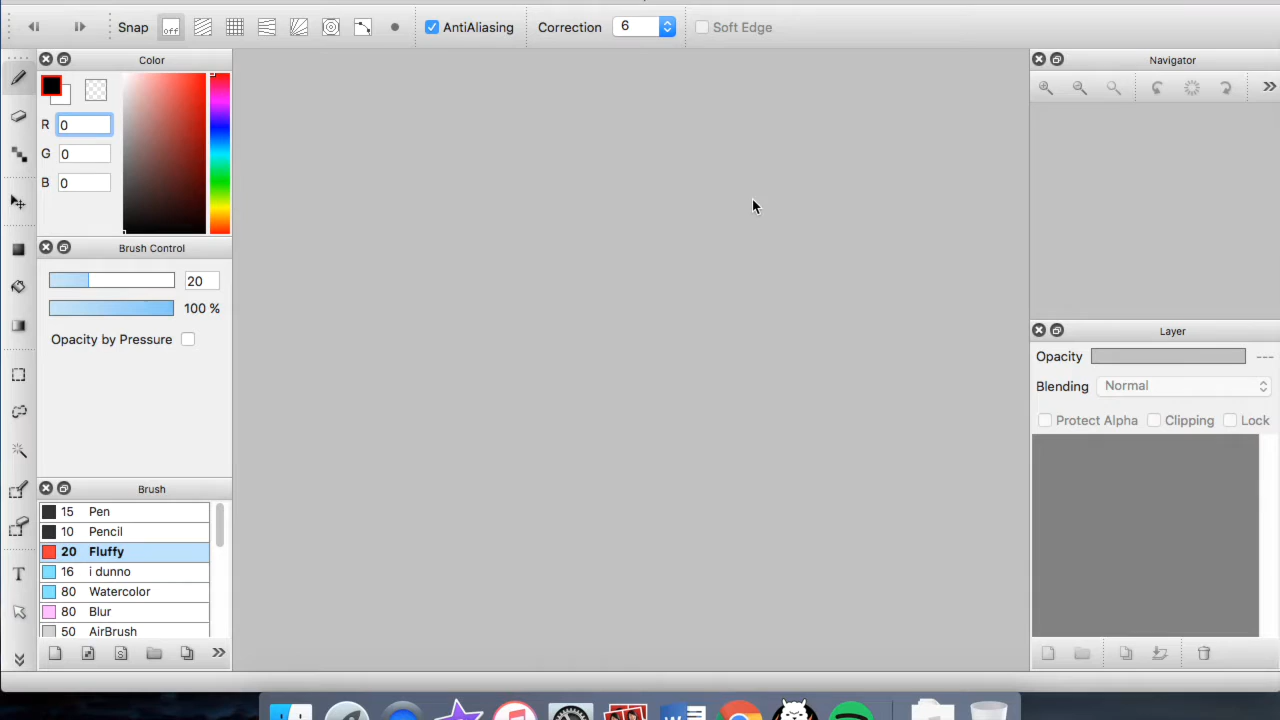 Snap off AntiAliasing Correction 6 Soft Edge
Color
R 0
G 0
B 0
Brush Control
20
100 %
Opacity by Pressure
Brush
15 Pen
10 Pencil
20 Fluffy
16 i dunno
80 Watercolor
80 Blur
50 AirBrush
T
Navigator
Layer
Opacity ---
Blending Normal
Protect Alpha Clipping Lock
W